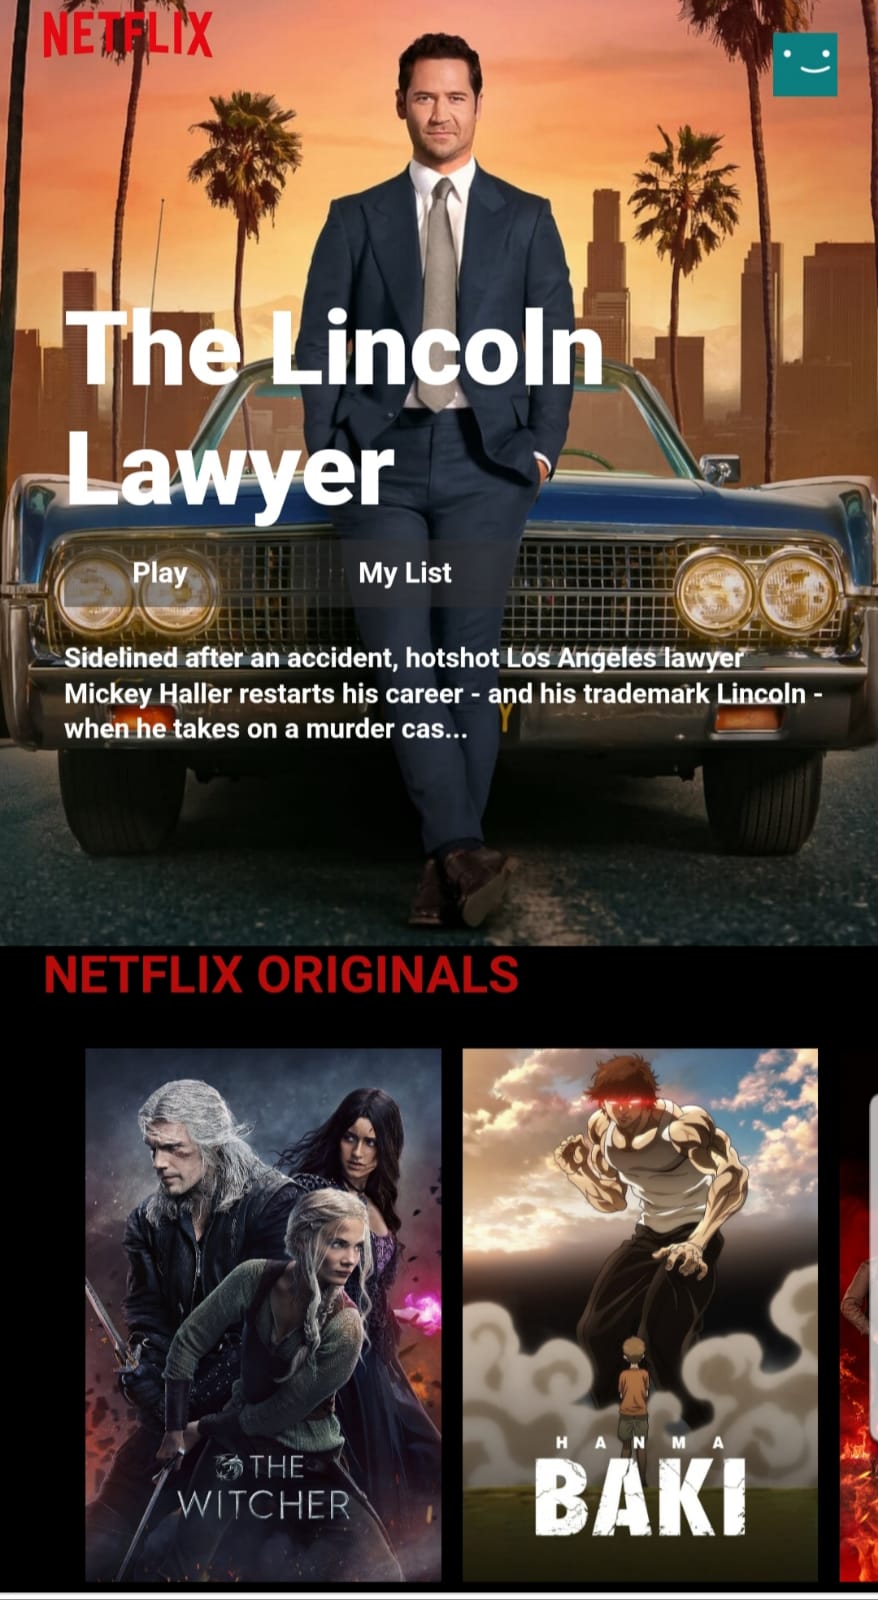 NETFLIX
The Lincoln
Lawyer
Play
My List
Sidelined after an accident, hotshot Los Angeles lawyer
Mickey Haller restarts his career - and his trademark Lincoln -
when he takes on a murder cas...
Y
NETFLIX ORIGINALS
THE
WITCHER
HANMA
BAKI